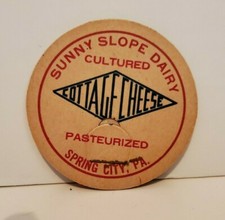 SUNNY SLOPE DAIRY
CULTURED
COTTAGE CHEESE
PASTEURIZED
SPRING CITY, PA.